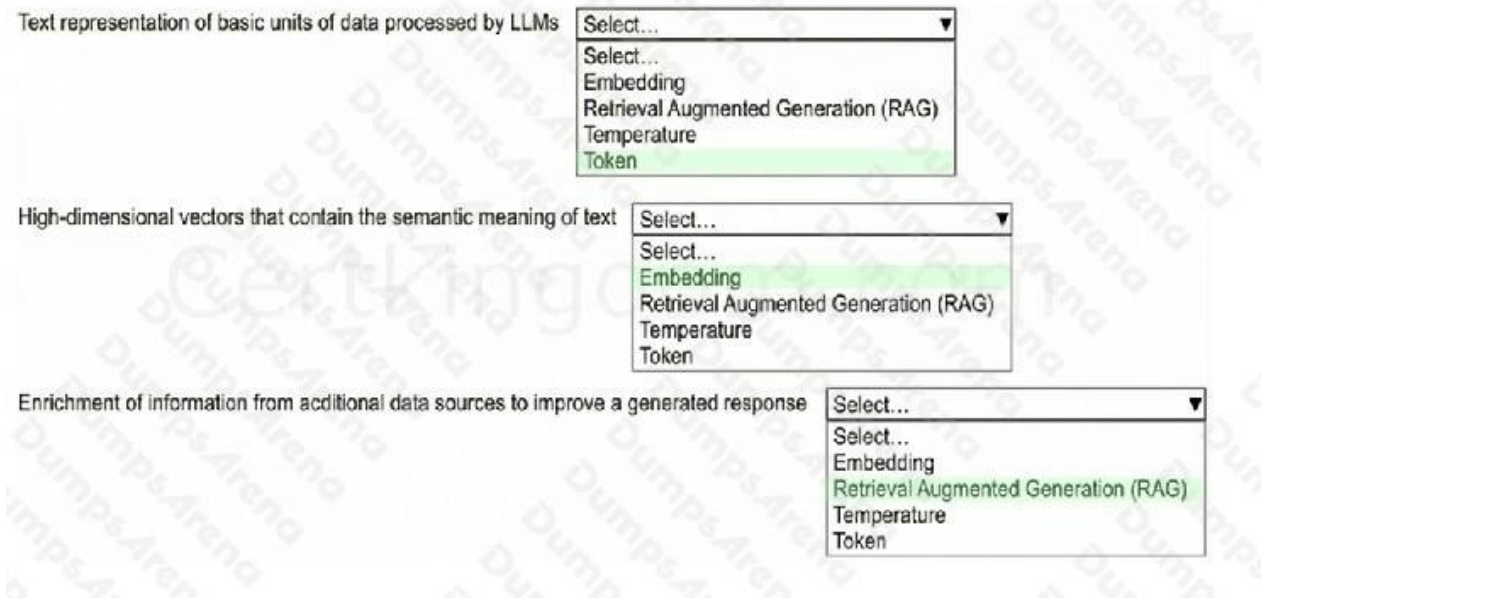 Text representation of basic units of data processed by LLMs Select...
Select...
Embedding
Retrieval Augmented Generation (RAG)
Temperature
Token
High-dimensional vectors that contain the semantic meaning of text Select...
Select...
Embedding
Retrieval Augmented Generation (RAG)
Temperature
Token
Enrichment of information from acditional data sources to improve a generated response Select...
Select...
Embedding
Retrieval Augmented Generation (RAG)
Temperature
Token
DumpsArena